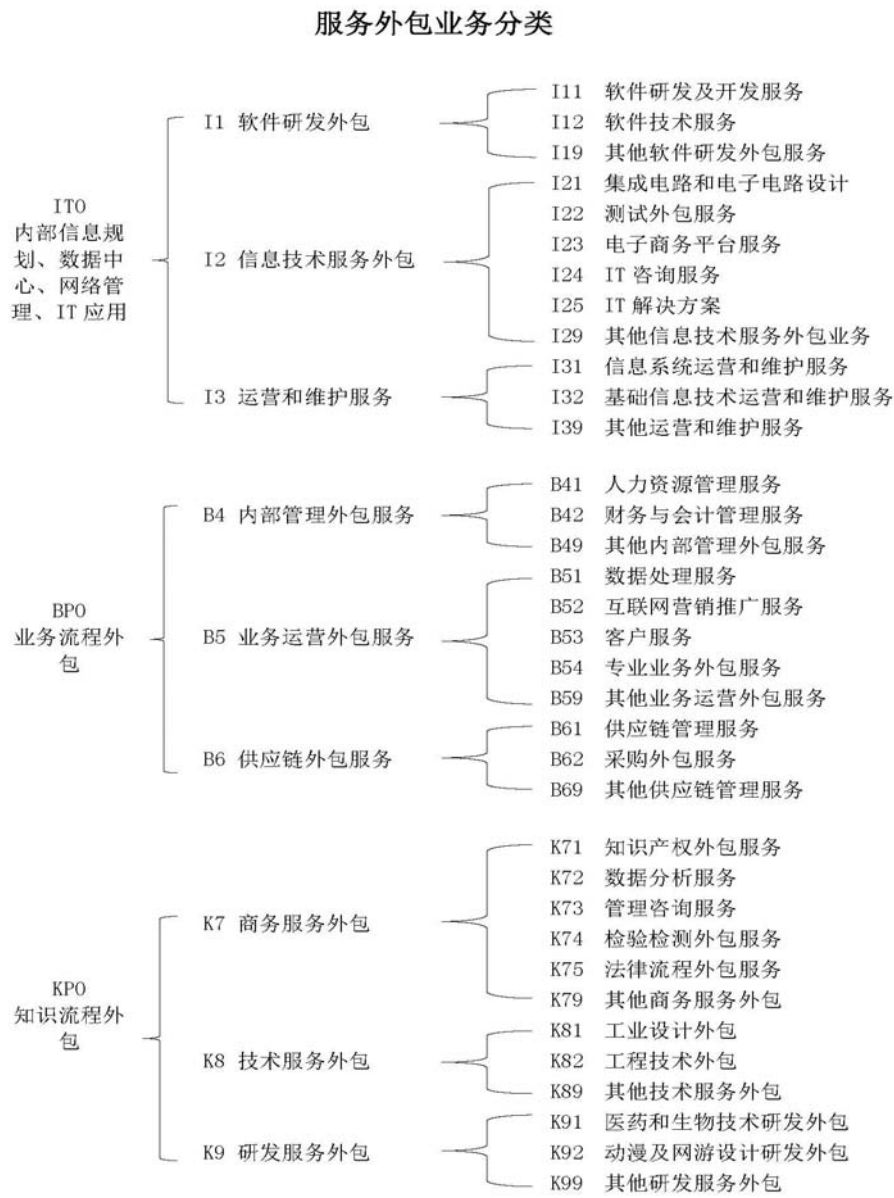 服务外包业务分类
ITO
内部信息规
划、数据中
心、网络管
理、IT 应用
I1 软件研发外包
I11 软件研发及开发服务
I12 软件技术服务
I19 其他软件研发外包服务
I2 信息技术服务外包
I21 集成电路和电子电路设计
I22 测试外包服务
I23 电子商务平台服务
I24 IT 咨询服务
I25 IT 解决方案
I29 其他信息技术服务外包业务
I3 运营和维护服务
I31 信息系统运营和维护服务
I32 基础信息技术运营和维护服务
I39 其他运营和维护服务
BPO
业务流程外
包
B4 内部管理外包服务
B41 人力资源管理服务
B42 财务与会计管理服务
B49 其他内部管理外包服务
B5 业务运营外包服务
B51 数据处理服务
B52 互联网营销推广服务
B53 客户服务
B54 专业业务外包服务
B59 其他业务运营外包服务
B6 供应链外包服务
B61 供应链管理服务
B62 采购外包服务
B69 其他供应链管理服务
KPO
知识流程外
包
K7 商务服务外包
K71 知识产权外包服务
K72 数据分析服务
K73 管理咨询服务
K74 检验检测外包服务
K75 法律流程外包服务
K79 其他商务服务外包
K8 技术服务外包
K81 工业设计外包
K82 工程技术外包
K89 其他技术服务外包
K9 研发服务外包
K91 医药和生物技术研发外包
K92 动漫及网游设计研发外包
K99 其他研发服务外包